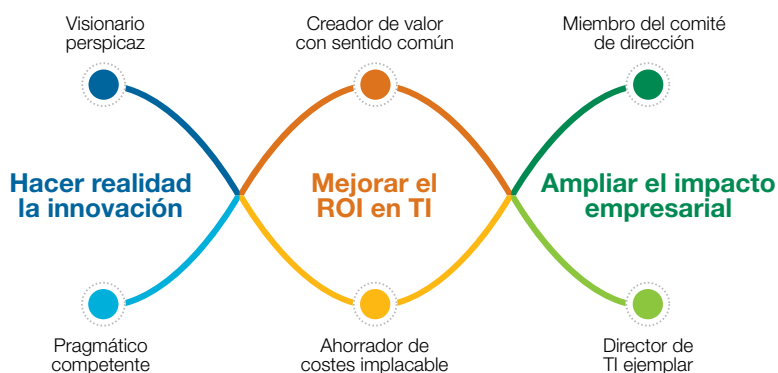 Visionario
perspicaz
Creador de valor
con sentido común
Miembro del comité
de dirección
Hacer realidad
la innovación
Mejorar el
ROI en TI
Ampliar el impacto
empresarial
Pragmático
competente
Ahorrador de
costes implacable
Director de
TI ejemplar